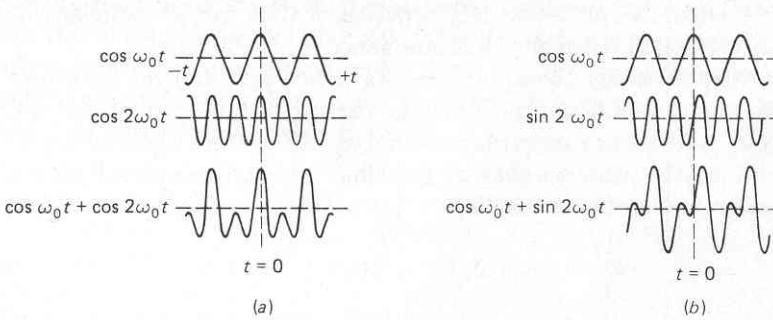 cos ω₀t
−t
+t
cos 2ω₀t
cos ω₀t + cos 2ω₀t
t = 0
(a)
cos ω₀t
sin 2 ω₀t
cos ω₀t + sin 2ω₀t
t = 0
(b)